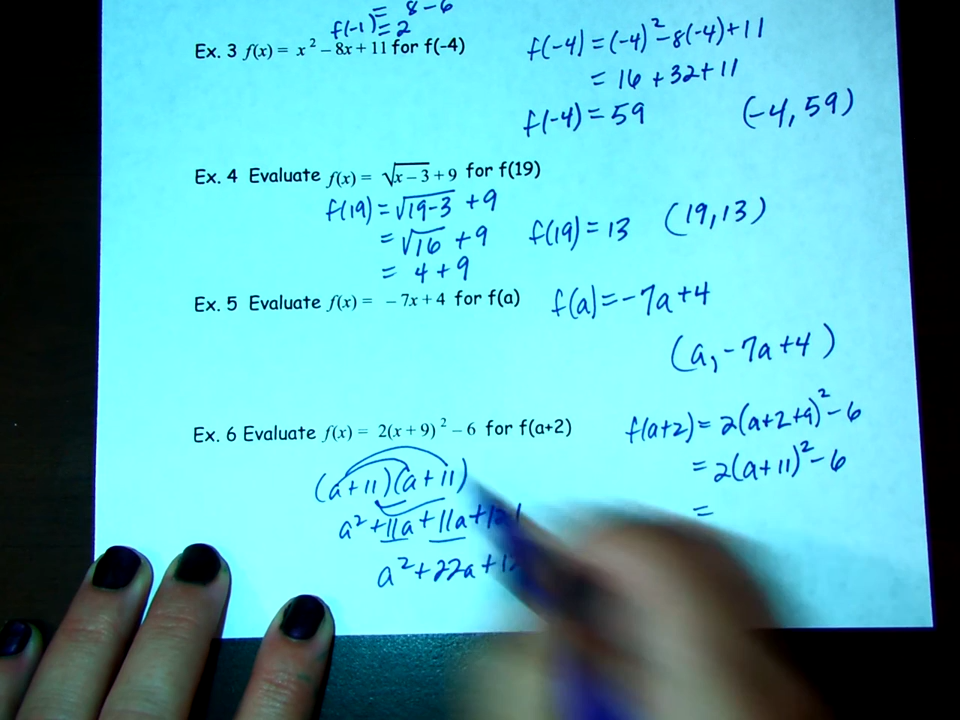 = 8 - 6
f(-1) = 2
Ex. 3 f(x) = x² - 8x + 11 for f(-4)
f(-4) = (-4)² - 8(-4) + 11
= 16 + 32 + 11
f(-4) = 59 (-4, 59)
Ex. 4 Evaluate f(x) = √(x - 3) + 9 for f(19)
f(19) = √(19-3) + 9
= √16 + 9 f(19) = 13 (19, 13)
= 4 + 9
Ex. 5 Evaluate f(x) = - 7x + 4 for f(a) f(a) = -7a + 4
(a, -7a + 4)
Ex. 6 Evaluate f(x) = 2(x + 9)² - 6 for f(a+2)
f(a+2) = 2(a+2+9)² - 6
= 2(a+11)² - 6
=
(a+11)(a+11)
a² + 11a + 11a +
a² + 22a +